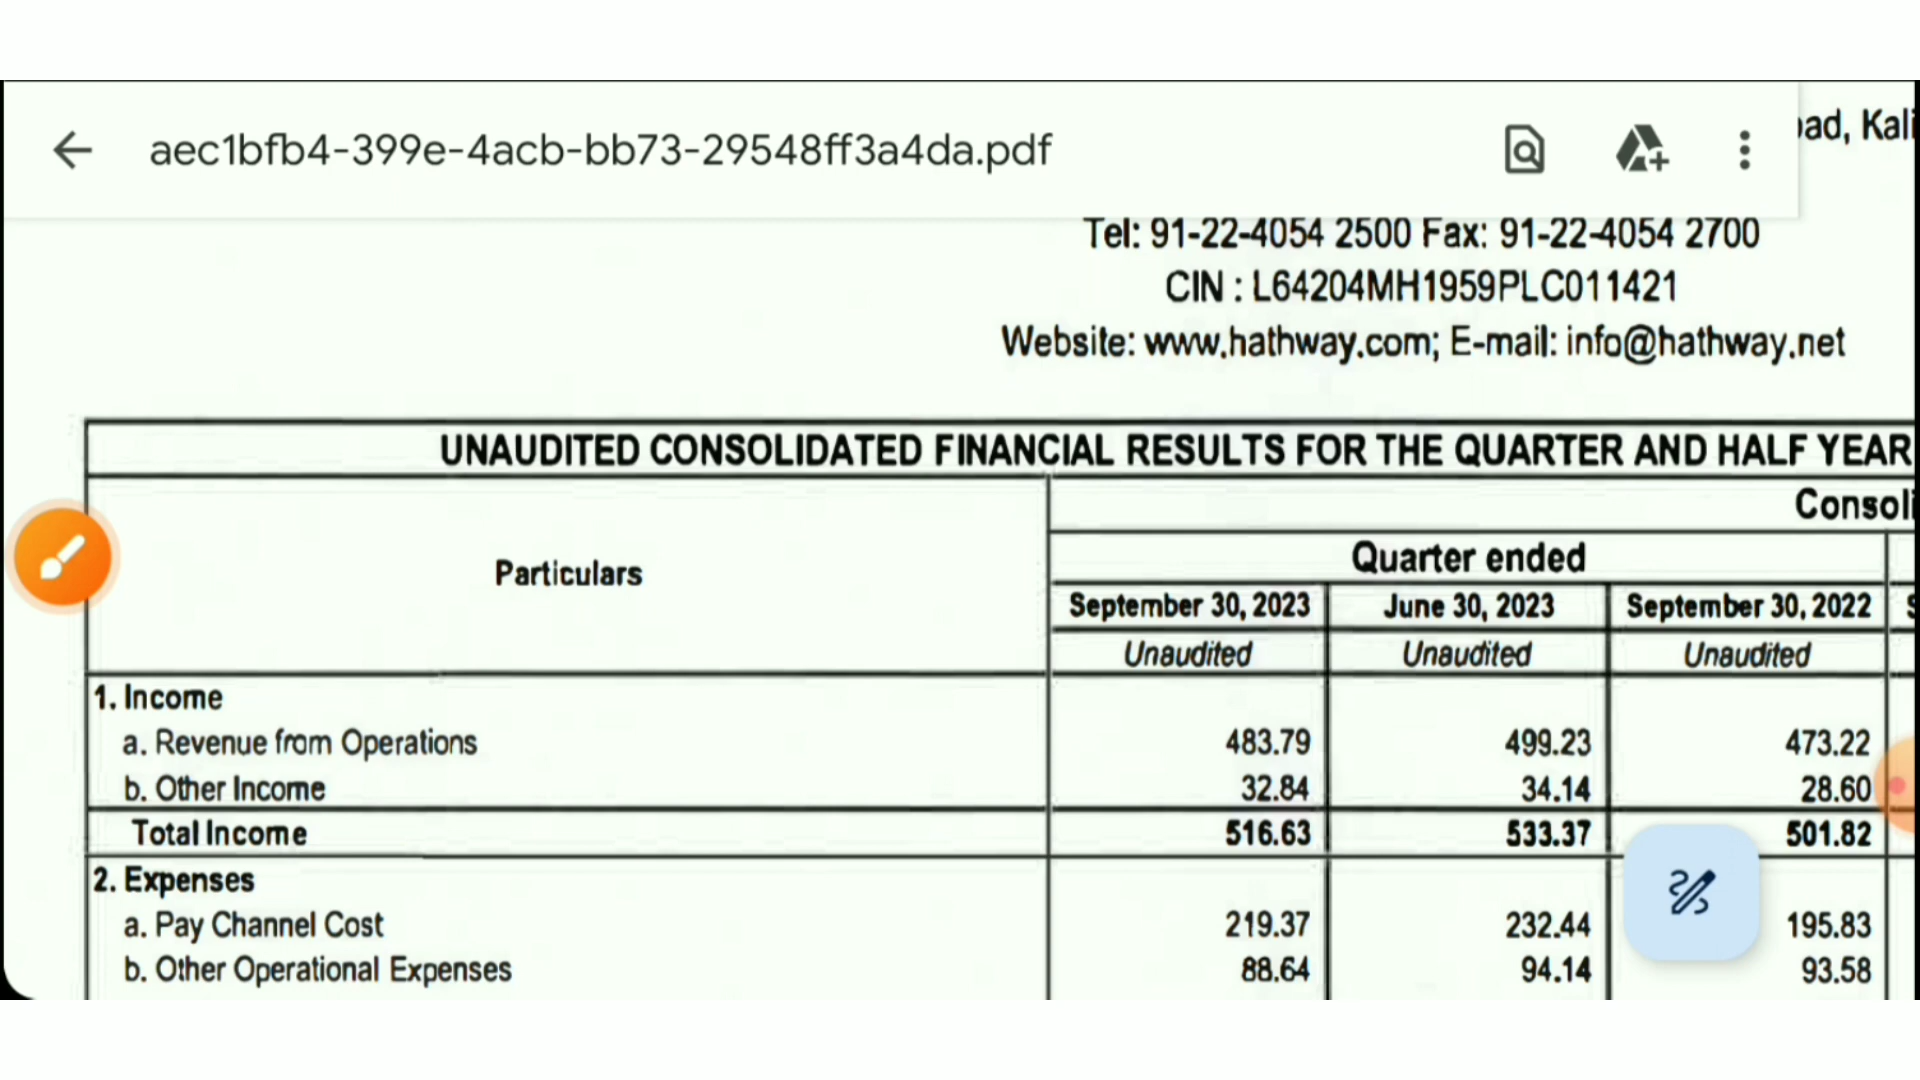 aec1bfb4-399e-4acb-bb73-29548ff3a4da.pdf
Tel: 91-22-4054 2500 Fax: 91-22-4054 2700
CIN : L64204MH1959PLC011421
Website: www.hathway.com; E-mail: info@hathway.net
UNAUDITED CONSOLIDATED FINANCIAL RESULTS FOR THE QUARTER AND HALF YEAR
Particulars
Quarter ended
September 30, 2023 June 30, 2023 September 30, 2022
Unaudited Unaudited Unaudited
1. Income
a. Revenue from Operations 483.79 499.23 473.22
b. Other Income 32.84 34.14 28.60
Total Income 516.63 533.37 501.82
2. Expenses
a. Pay Channel Cost 219.37 232.44 195.83
b. Other Operational Expenses 88.64 94.14 93.58